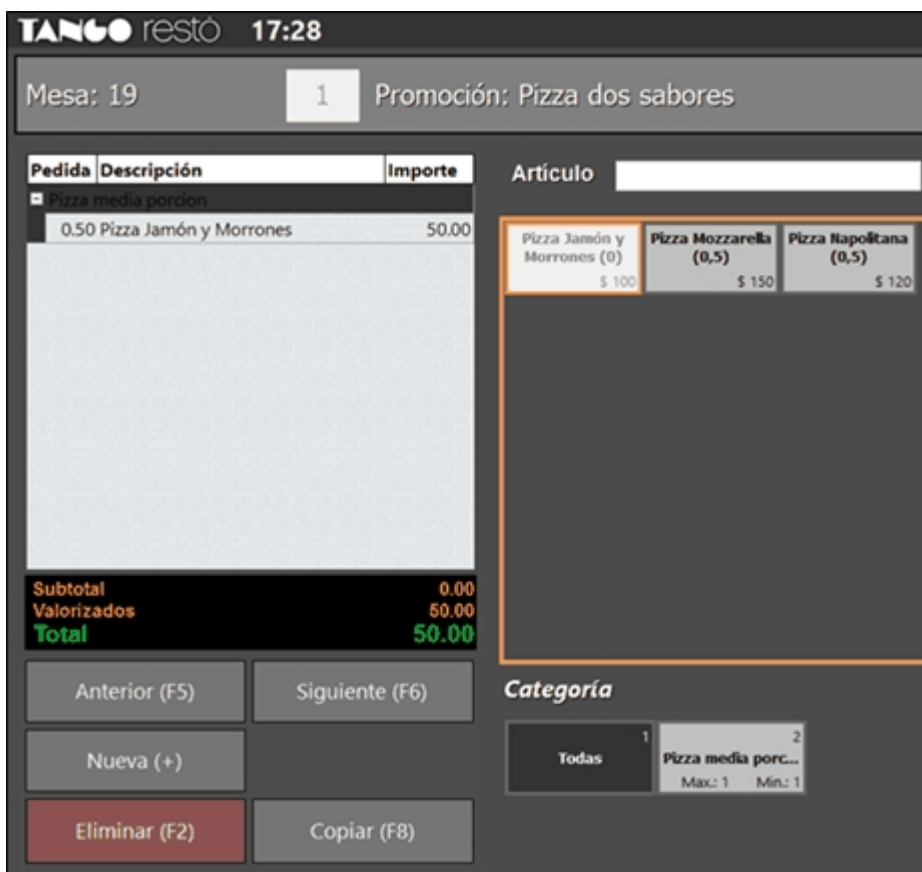 TANGO restó 17:28
Mesa: 19 1 Promoción: Pizza dos sabores
Pedida Descripción Importe
Pizza media porcion
0.50 Pizza Jamón y Morrones 50.00
Subtotal 0.00
Valorizados 50.00
Total 50.00
Anterior (F5) Siguiente (F6)
Nueva (+)
Eliminar (F2) Copiar (F8)
Artículo
Pizza Jamón y
Morrones (0)
$ 100
Pizza Mozzarella
(0,5)
$ 150
Pizza Napolitana
(0,5)
$ 120
Categoría
1
Todas
2
Pizza media porc...
Max.: 1 Min.: 1